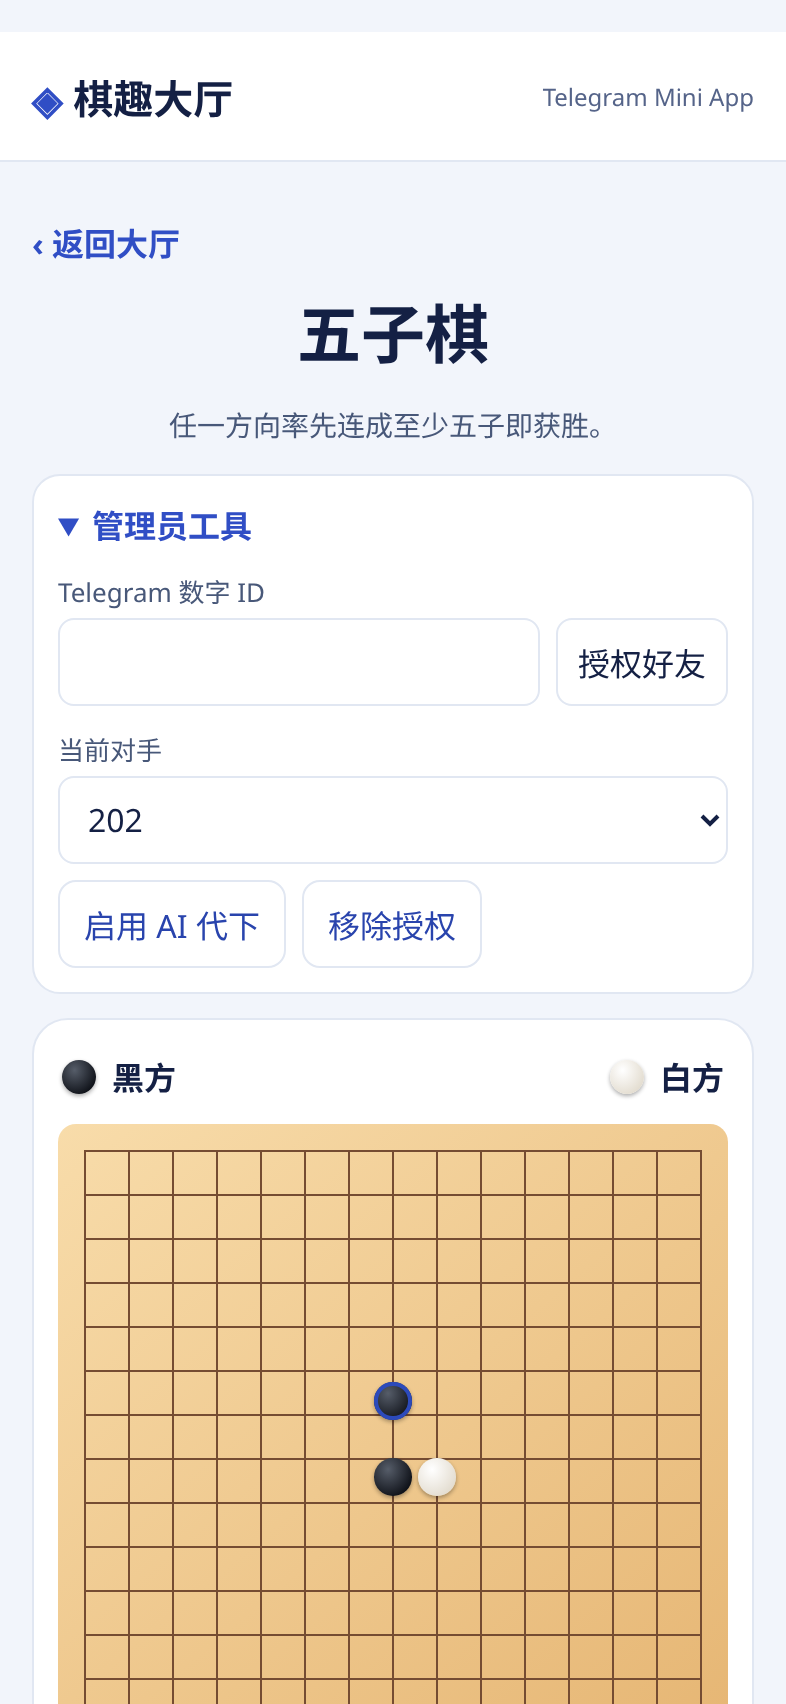 ◈ 棋趣大厅
Telegram Mini App
‹ 返回大厅
五子棋
任一方向率先连成至少五子即获胜。
▼ 管理员工具
Telegram 数字 ID
授权好友
当前对手
202
启用 AI 代下
移除授权
黑方
白方